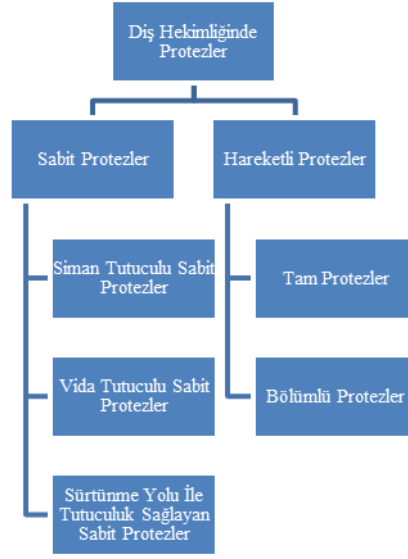 Diş Hekimliğinde
Protezler
Sabit Protezler
Siman Tutuculu Sabit
Protezler
Vida Tutuculu Sabit
Protezler
Sürtünme Yolu İle
Tutuculuk Sağlayan
Sabit Protezler
Hareketli Protezler
Tam Protezler
Bölümlü Protezler